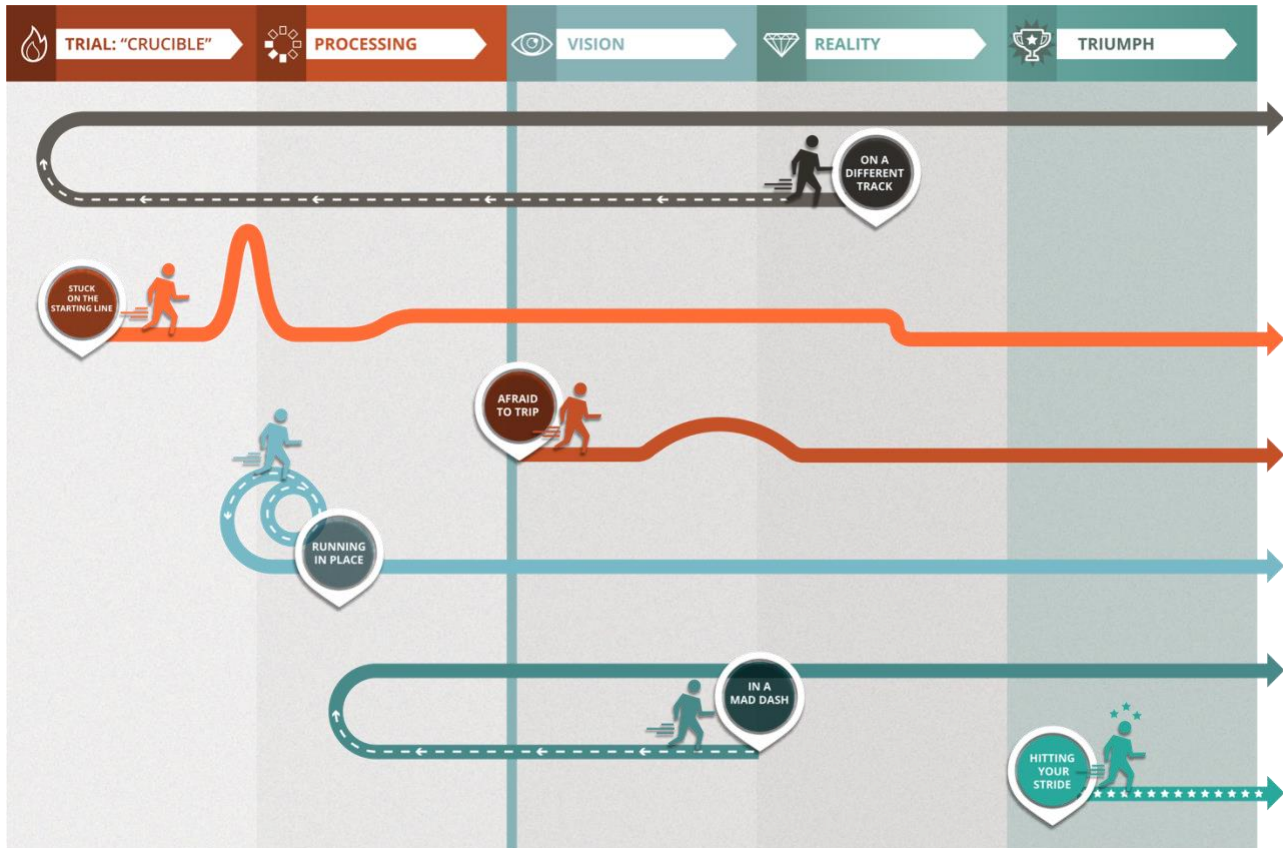 TRIAL: “CRUCIBLE”
PROCESSING
VISION
REALITY
TRIUMPH
ON A
DIFFERENT
TRACK
STUCK
ON THE
STARTING LINE
AFRAID
TO TRIP
RUNNING
IN PLACE
IN A
MAD DASH
HITTING
YOUR
STRIDE